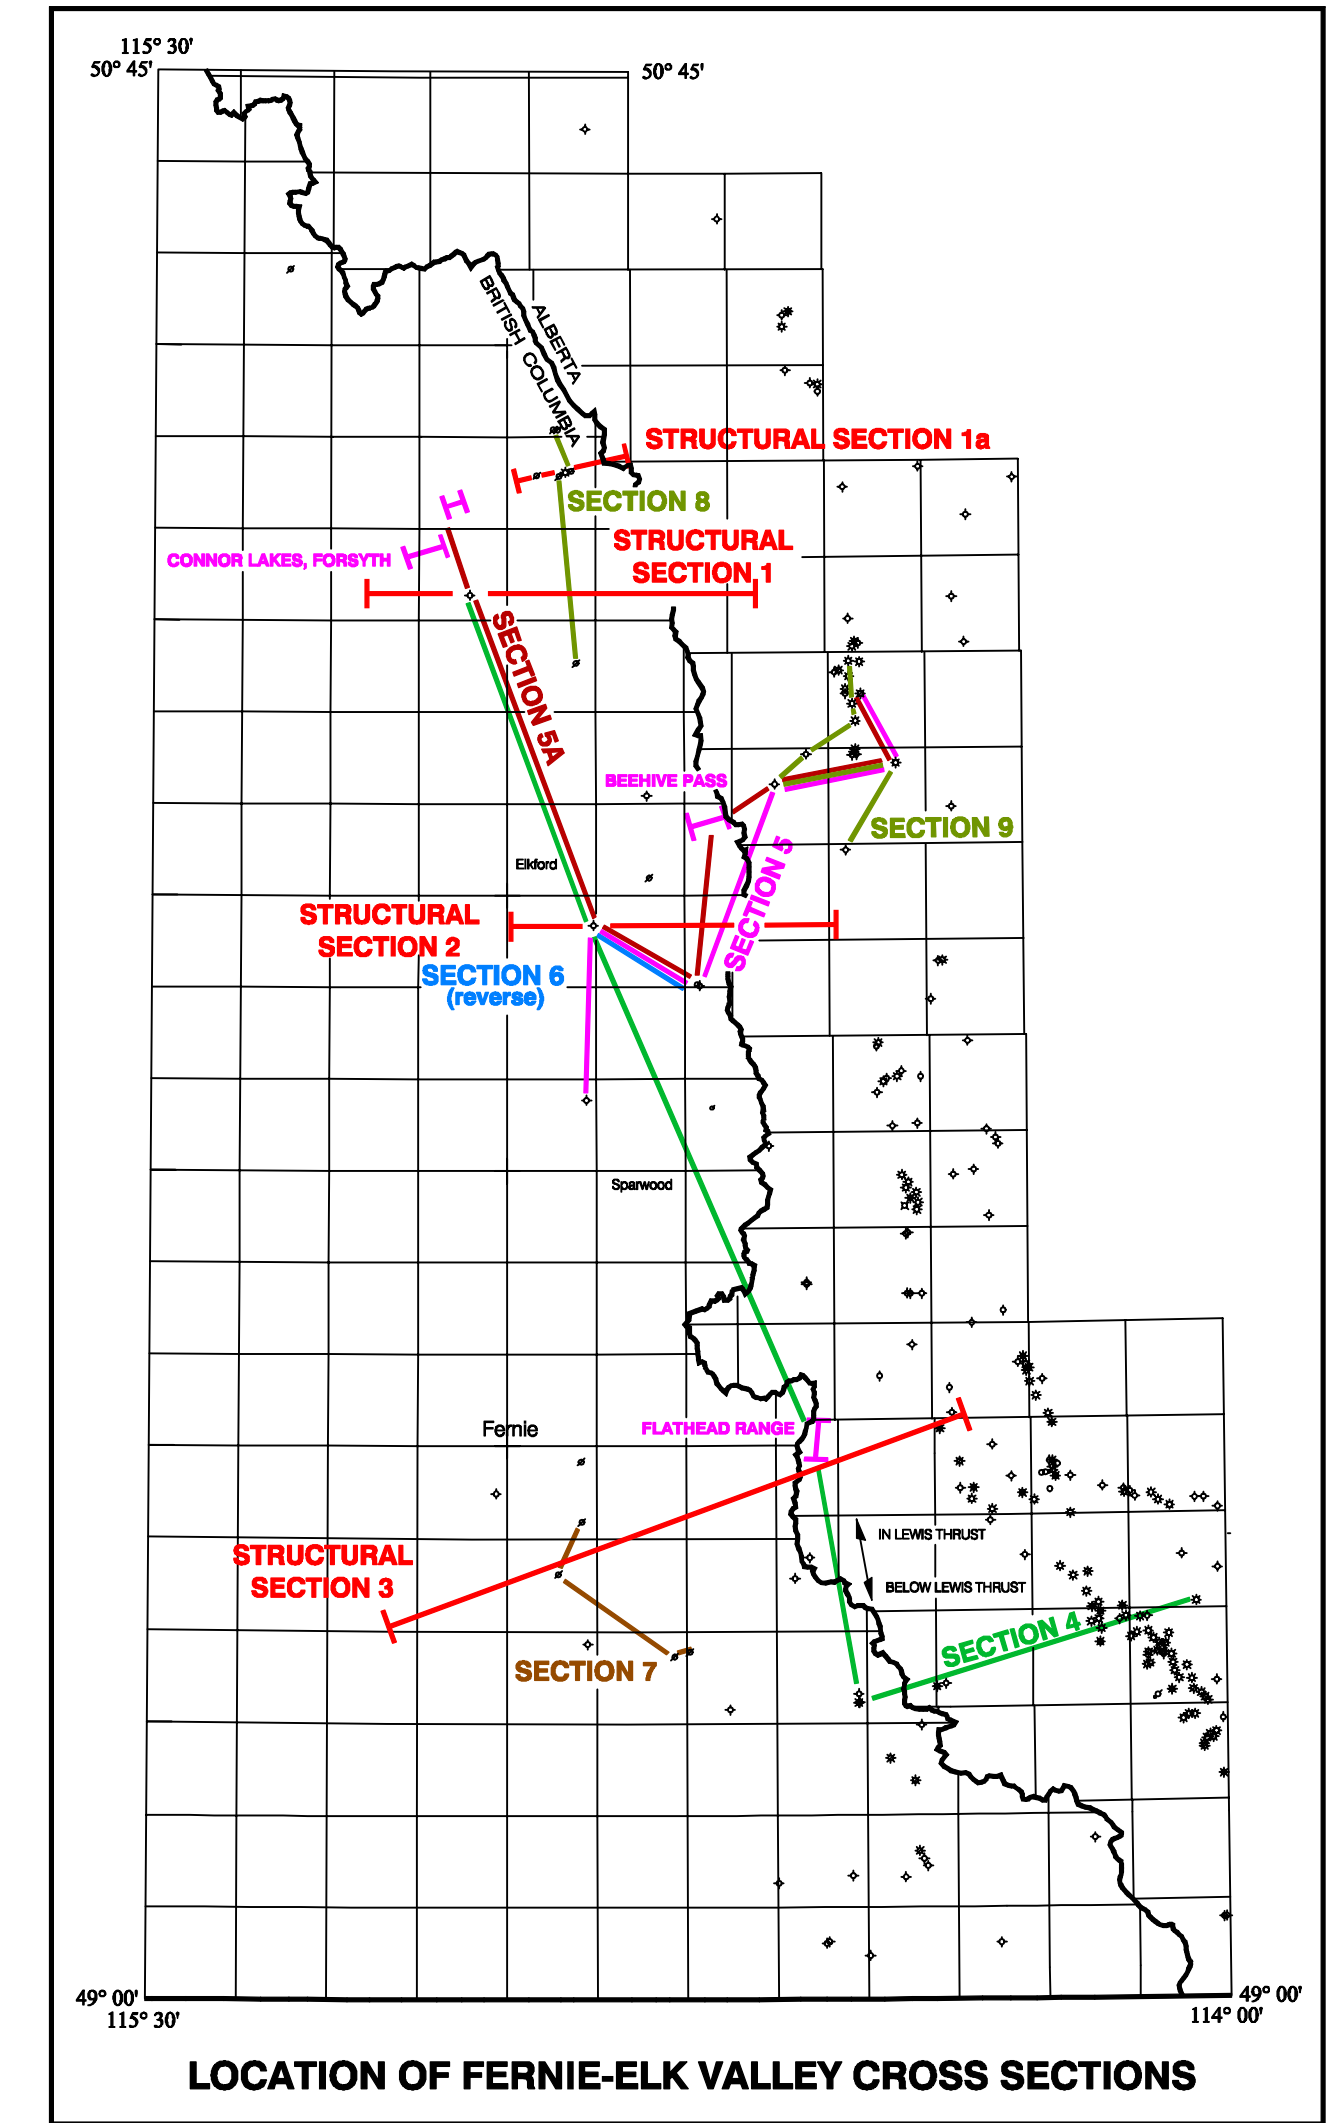 115° 30'
50° 45'
50° 45'
ALBERTA
BRITISH COLUMBIA
STRUCTURAL SECTION 1a
SECTION 8
STRUCTURAL
SECTION 1
CONNOR LAKES, FORSYTH
SECTION 5A
BEEHIVE PASS
SECTION 9
SECTION 5
Elkford
STRUCTURAL
SECTION 2
SECTION 6
(reverse)
Sparwood
Fernie
FLATHEAD RANGE
IN LEWIS THRUST
STRUCTURAL
SECTION 3
BELOW LEWIS THRUST
SECTION 4
SECTION 7
49° 00'
115° 30'
49° 00'
114° 00'
LOCATION OF FERNIE-ELK VALLEY CROSS SECTIONS